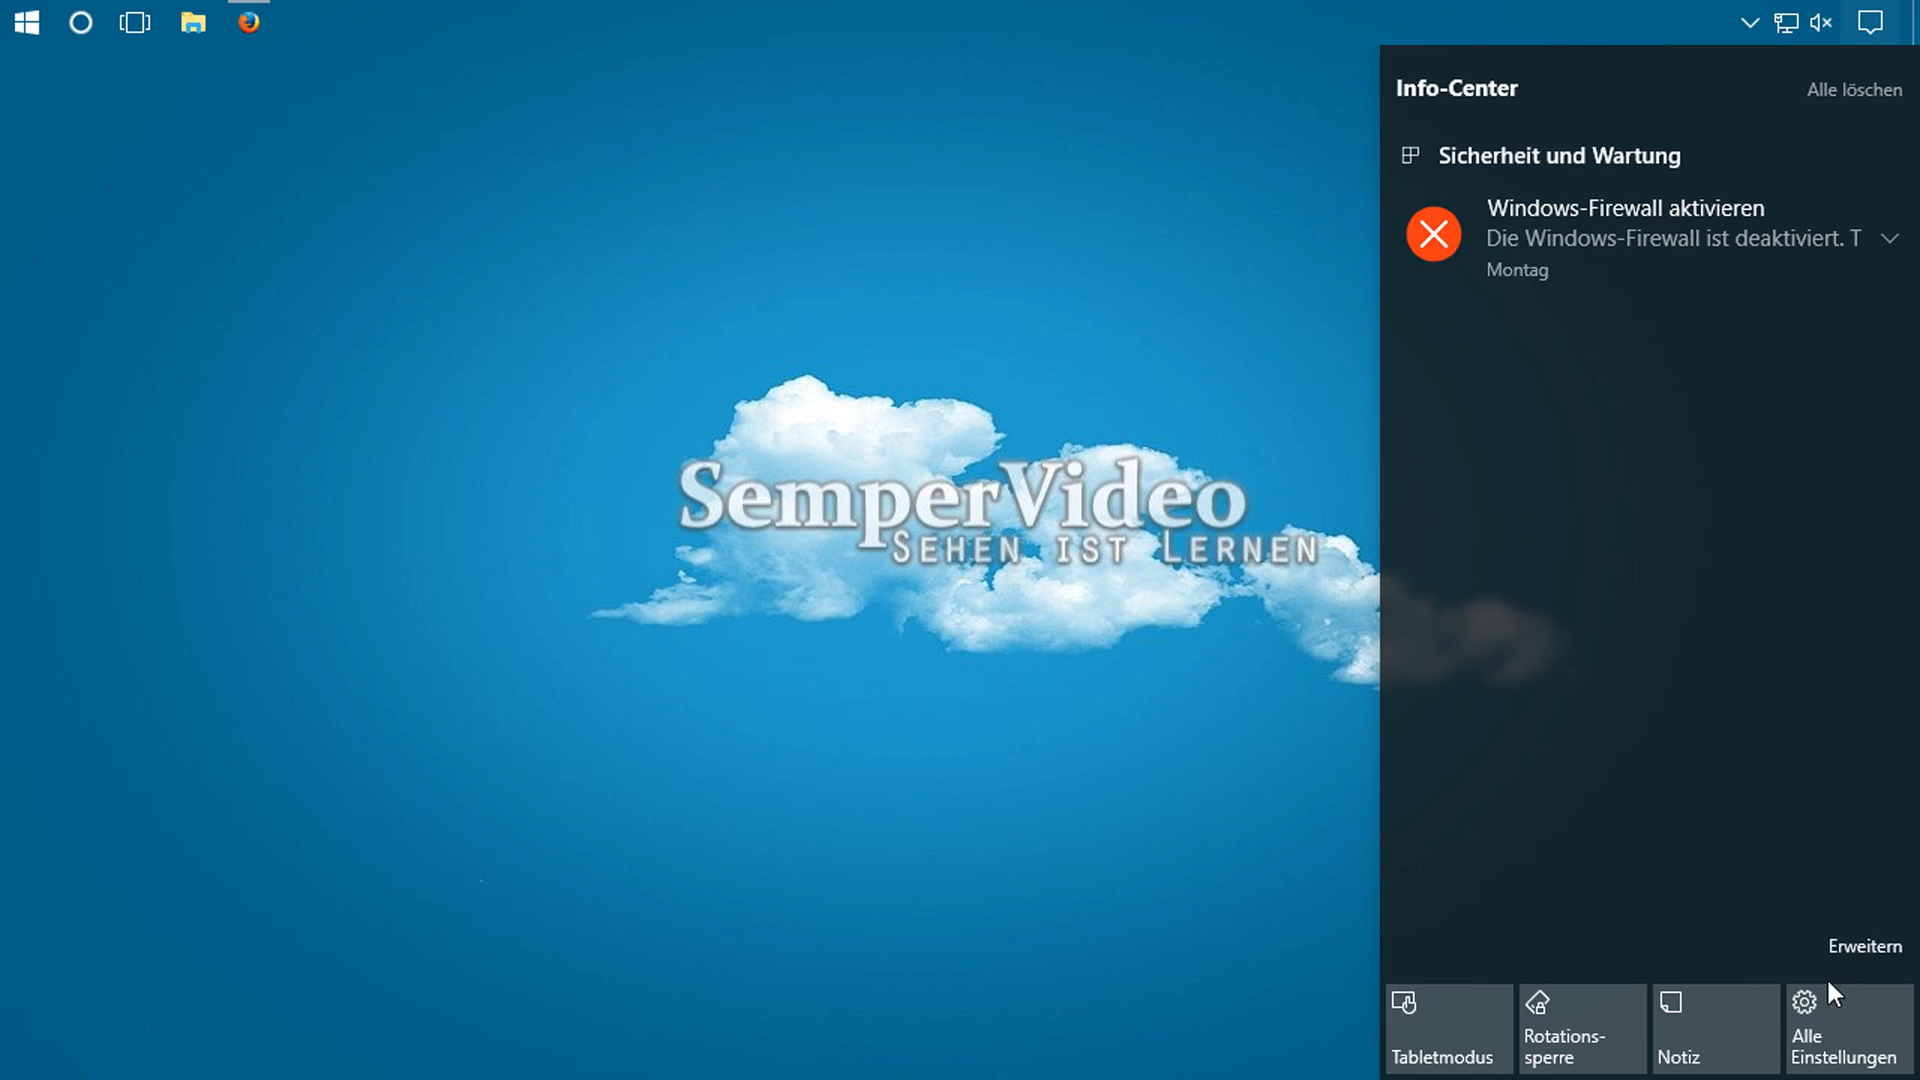 Info-Center
Alle löschen
Sicherheit und Wartung
Windows-Firewall aktivieren
Die Windows-Firewall ist deaktiviert. T
Montag
SemperVideo
SEHEN IST LERNEN
Erweitern
Tabletmodus
Rotations-
sperre
Notiz
Alle
Einstellungen